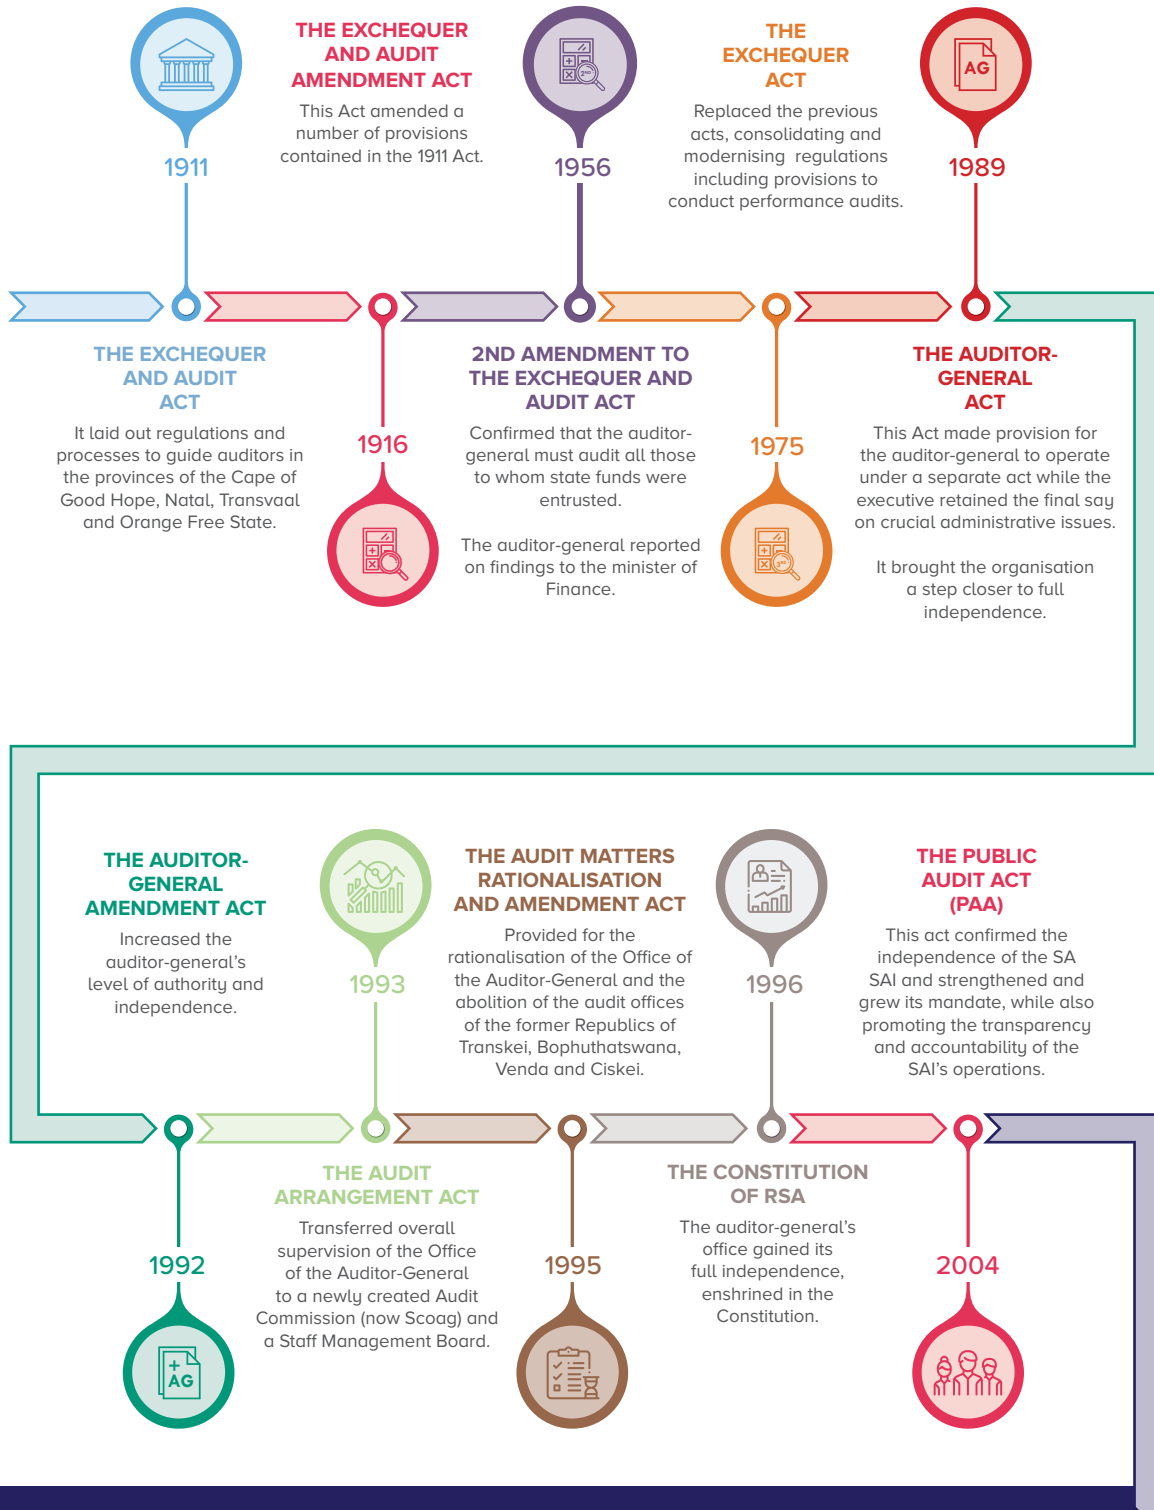 1911
THE EXCHEQUER
AND AUDIT
ACT
It laid out regulations and
processes to guide auditors in
the provinces of the Cape of
Good Hope, Natal, Transvaal
and Orange Free State.
THE EXCHEQUER
AND AUDIT
AMENDMENT ACT
This Act amended a
number of provisions
contained in the 1911 Act.
1916
2ND
1956
2ND AMENDMENT TO
THE EXCHEQUER AND
AUDIT ACT
Confirmed that the auditor-
general must audit all those
to whom state funds were
entrusted.
The auditor-general reported
on findings to the minister of
Finance.
THE
EXCHEQUER
ACT
Replaced the previous
acts, consolidating and
modernising regulations
including provisions to
conduct performance audits.
1975
3RD
AG
1989
THE AUDITOR-
GENERAL
ACT
This Act made provision for
the auditor-general to operate
under a separate act while the
executive retained the final say
on crucial administrative issues.
It brought the organisation
a step closer to full
independence.
THE AUDITOR-
GENERAL
AMENDMENT ACT
Increased the
auditor-general’s
level of authority and
independence.
1992
+
AG
1993
THE AUDIT
ARRANGEMENT ACT
Transferred overall
supervision of the Office
of the Auditor-General
to a newly created Audit
Commission (now Scoag) and
a Staff Management Board.
THE AUDIT MATTERS
RATIONALISATION
AND AMENDMENT ACT
Provided for the
rationalisation of the Office of
the Auditor-General and the
abolition of the audit offices
of the former Republics of
Transkei, Bophuthatswana,
Venda and Ciskei.
1995
1996
THE CONSTITUTION
OF RSA
The auditor-general’s
office gained its
full independence,
enshrined in the
Constitution.
THE PUBLIC
AUDIT ACT
(PAA)
This act confirmed the
independence of the SA
SAI and strengthened and
grew its mandate, while also
promoting the transparency
and accountability of the
SAI’s operations.
2004